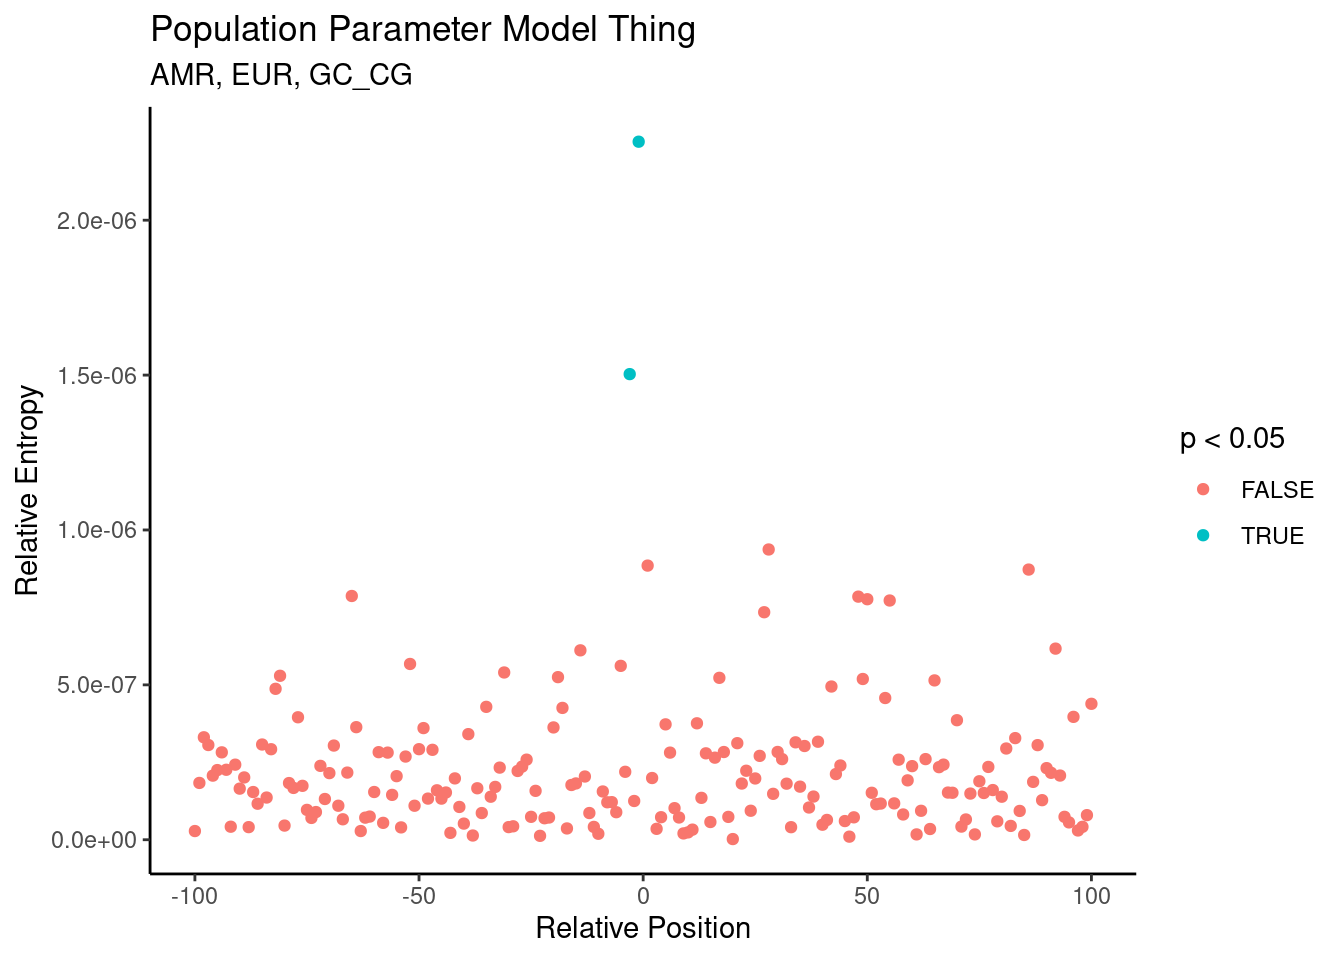 Population Parameter Model Thing
AMR, EUR, GC_CG
2.0e-06
1.5e-06
1.0e-06
5.0e-07
0.0e+00
Relative Entropy
-100
-50
0
50
100
Relative Position
p < 0.05
FALSE
TRUE